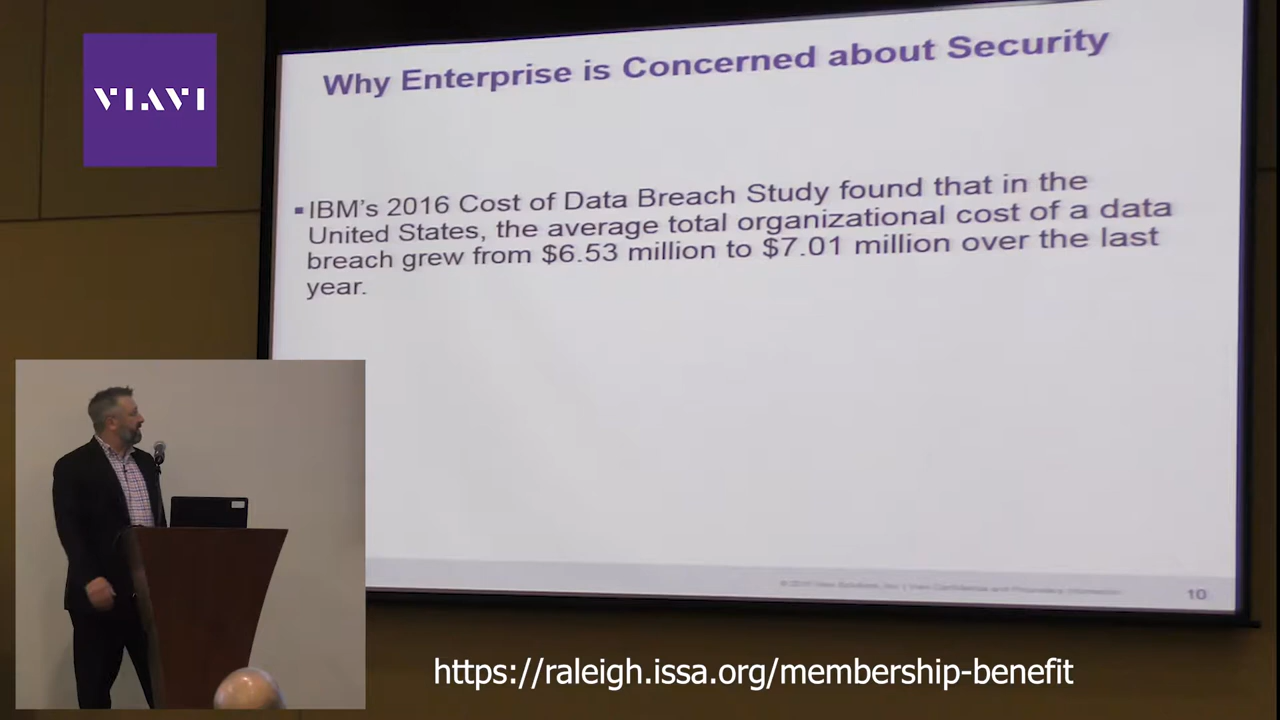 VIAVI
Why Enterprise is Concerned about Security
▪IBM's 2016 Cost of Data Breach Study found that in the
United States, the average total organizational cost of a data
breach grew from $6.53 million to $7.01 million over the last
year.
10
https://raleigh.issa.org/membership-benefit